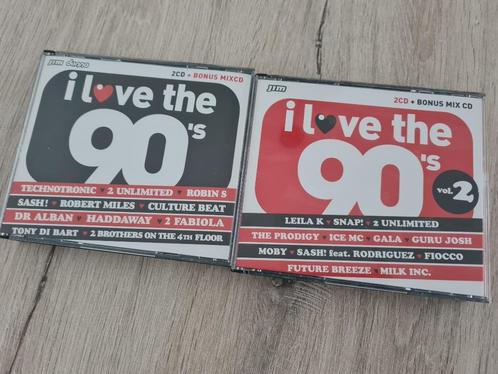 jim
2CD + BONUS MIXCD
i l♥ve the
90's
TECHNOTRONIC ♥ 2 UNLIMITED ♥ ROBIN S
SASH! ♥ ROBERT MILES ♥ CULTURE BEAT
DR ALBAN ♥ HADDAWAY ♥ 2 FABIOLA
TONY DI BART ♥ 2 BROTHERS ON THE 4TH FLOOR
jim
2CD + BONUS MIX CD
i l♥ve the
90's
vol.2
LEILA K ♥ SNAP! ♥ 2 UNLIMITED
THE PRODIGY ♥ ICE MC ♥ GALA ♥ GURU JOSH
MOBY ♥ SASH! feat. RODRIGUEZ ♥ FIOCCO
FUTURE BREEZE ♥ MILK INC.